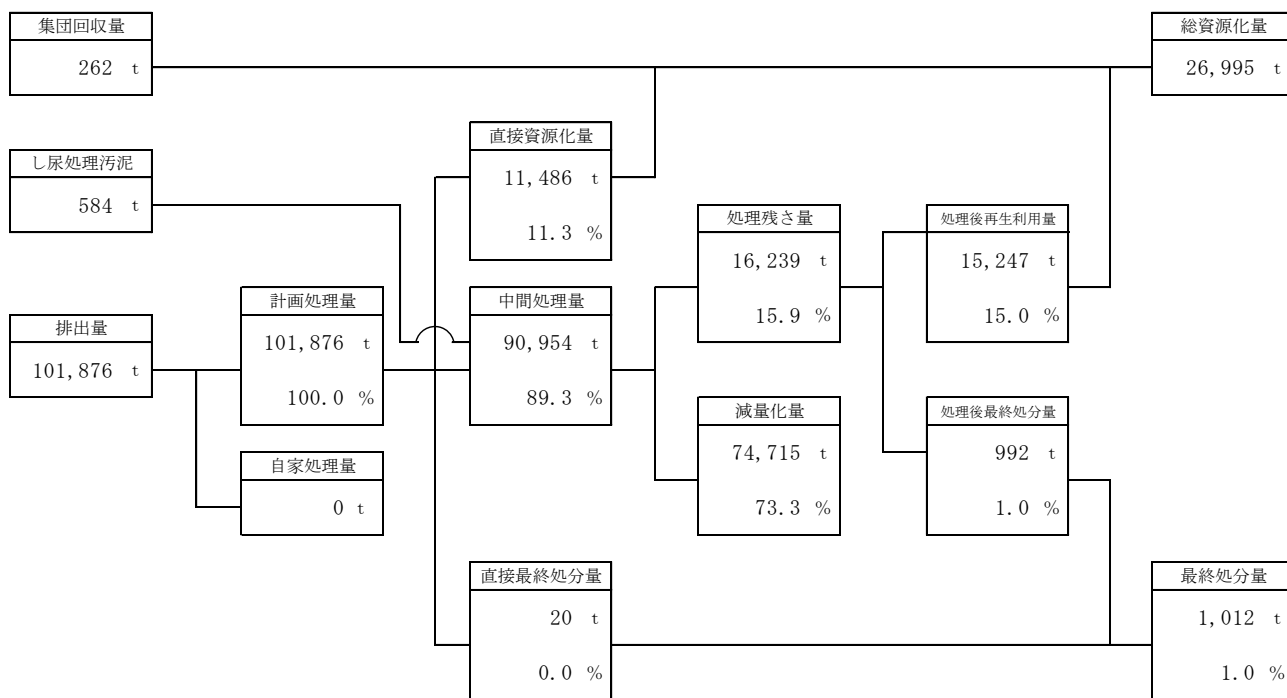 集団回収量
262 t
総資源化量
26,995 t
直接資源化量
11,486 t
11.3 %
し尿処理汚泥
584 t
処理残さ量
16,239 t
15.9 %
処理後再生利用量
15,247 t
15.0 %
排出量
101,876 t
計画処理量
101,876 t
100.0 %
中間処理量
90,954 t
89.3 %
減量化量
74,715 t
73.3 %
処理後最終処分量
992 t
1.0 %
自家処理量
0 t
直接最終処分量
20 t
0.0 %
最終処分量
1,012 t
1.0 %